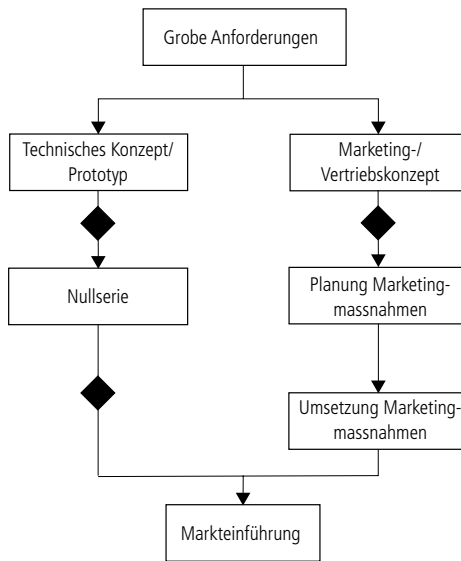 Grobe Anforderungen
Technisches Konzept/
Prototyp
Marketing-/
Vertriebskonzept
Nullserie
Planung Marketing-
massnahmen
Umsetzung Marketing-
massnahmen
Markteinführung